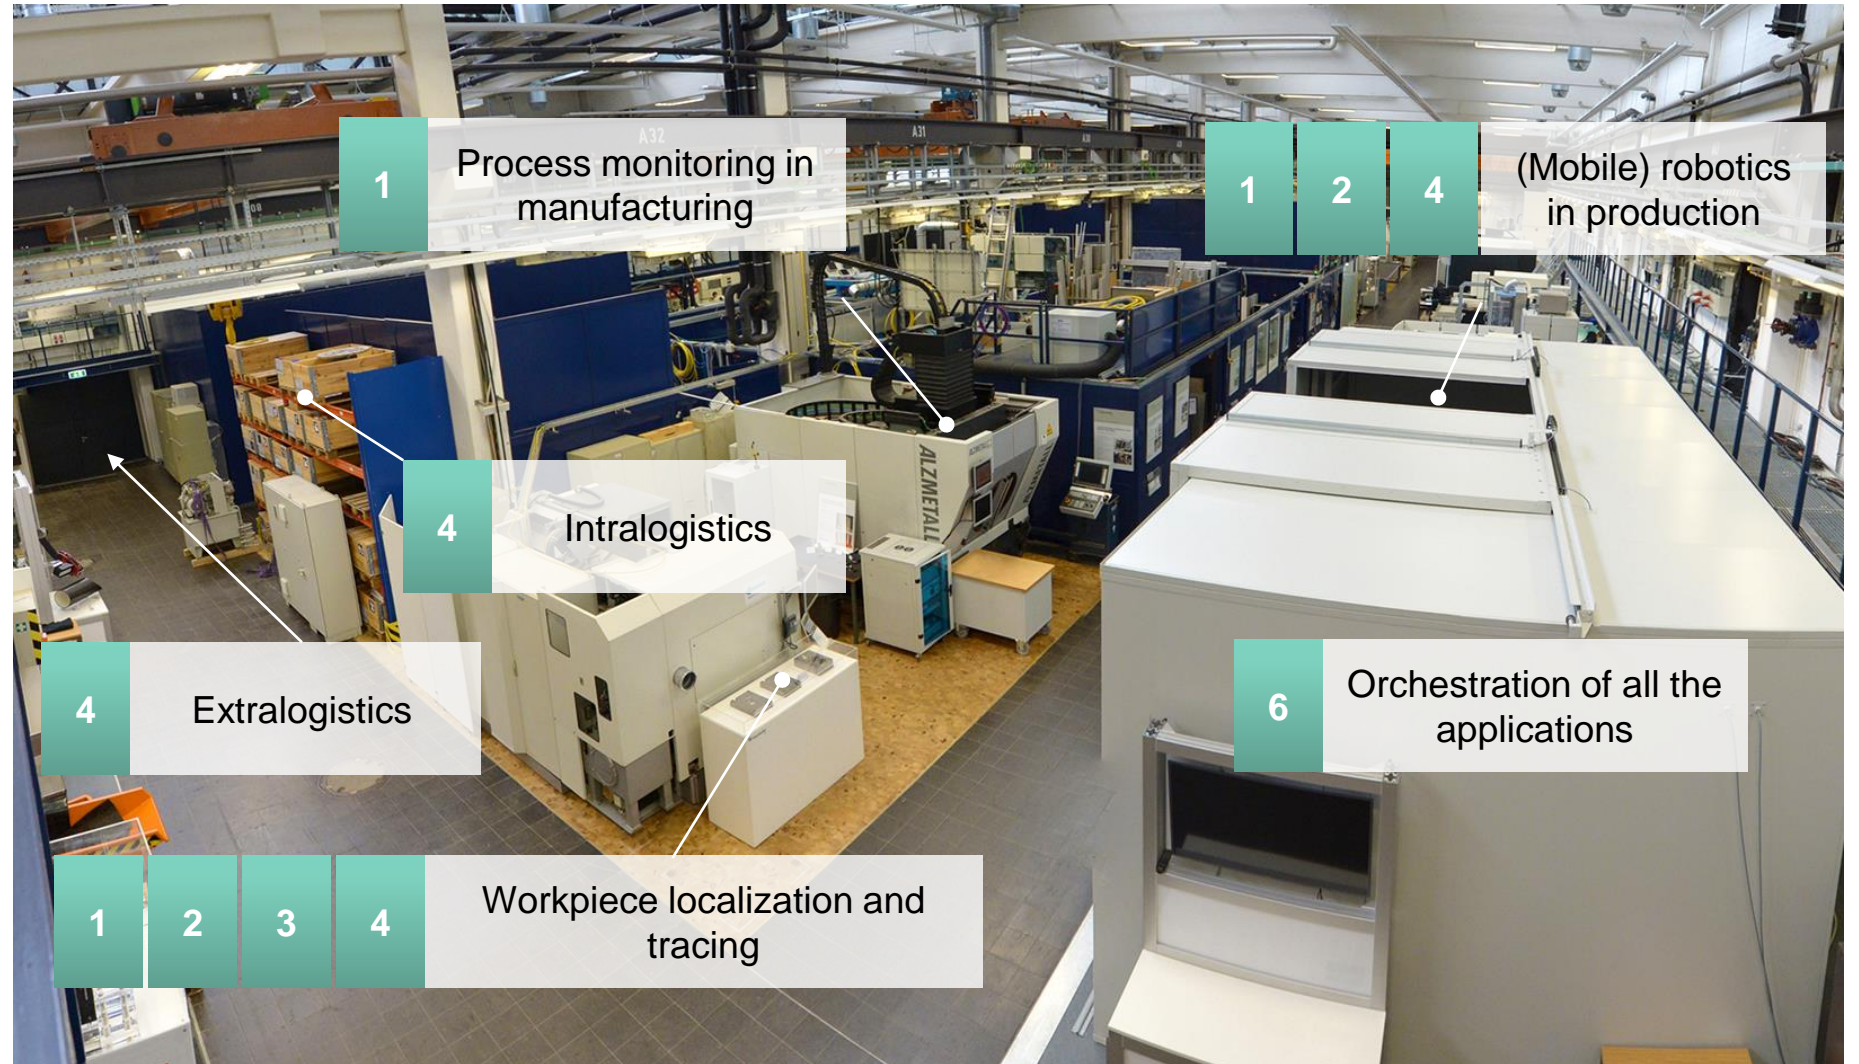 A32
A31
1
Process monitoring in
manufacturing
1
2
4
(Mobile) robotics
in production
ALZMETALL
4
Intralogistics
4
Extralogistics
6
Orchestration of all the
applications
1
2
3
4
Workpiece localization and
tracing